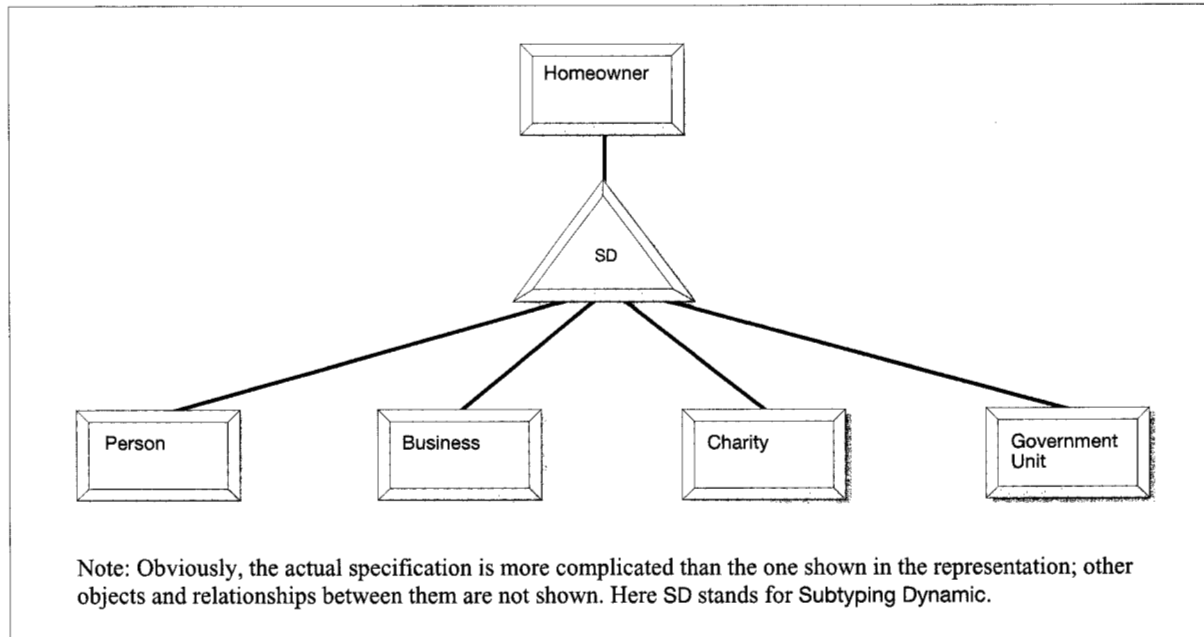 Homeowner
SD
Person
Business
Charity
Government
Unit
Note: Obviously, the actual specification is more complicated than the one shown in the representation; other
objects and relationships between them are not shown. Here SD stands for Subtyping Dynamic.